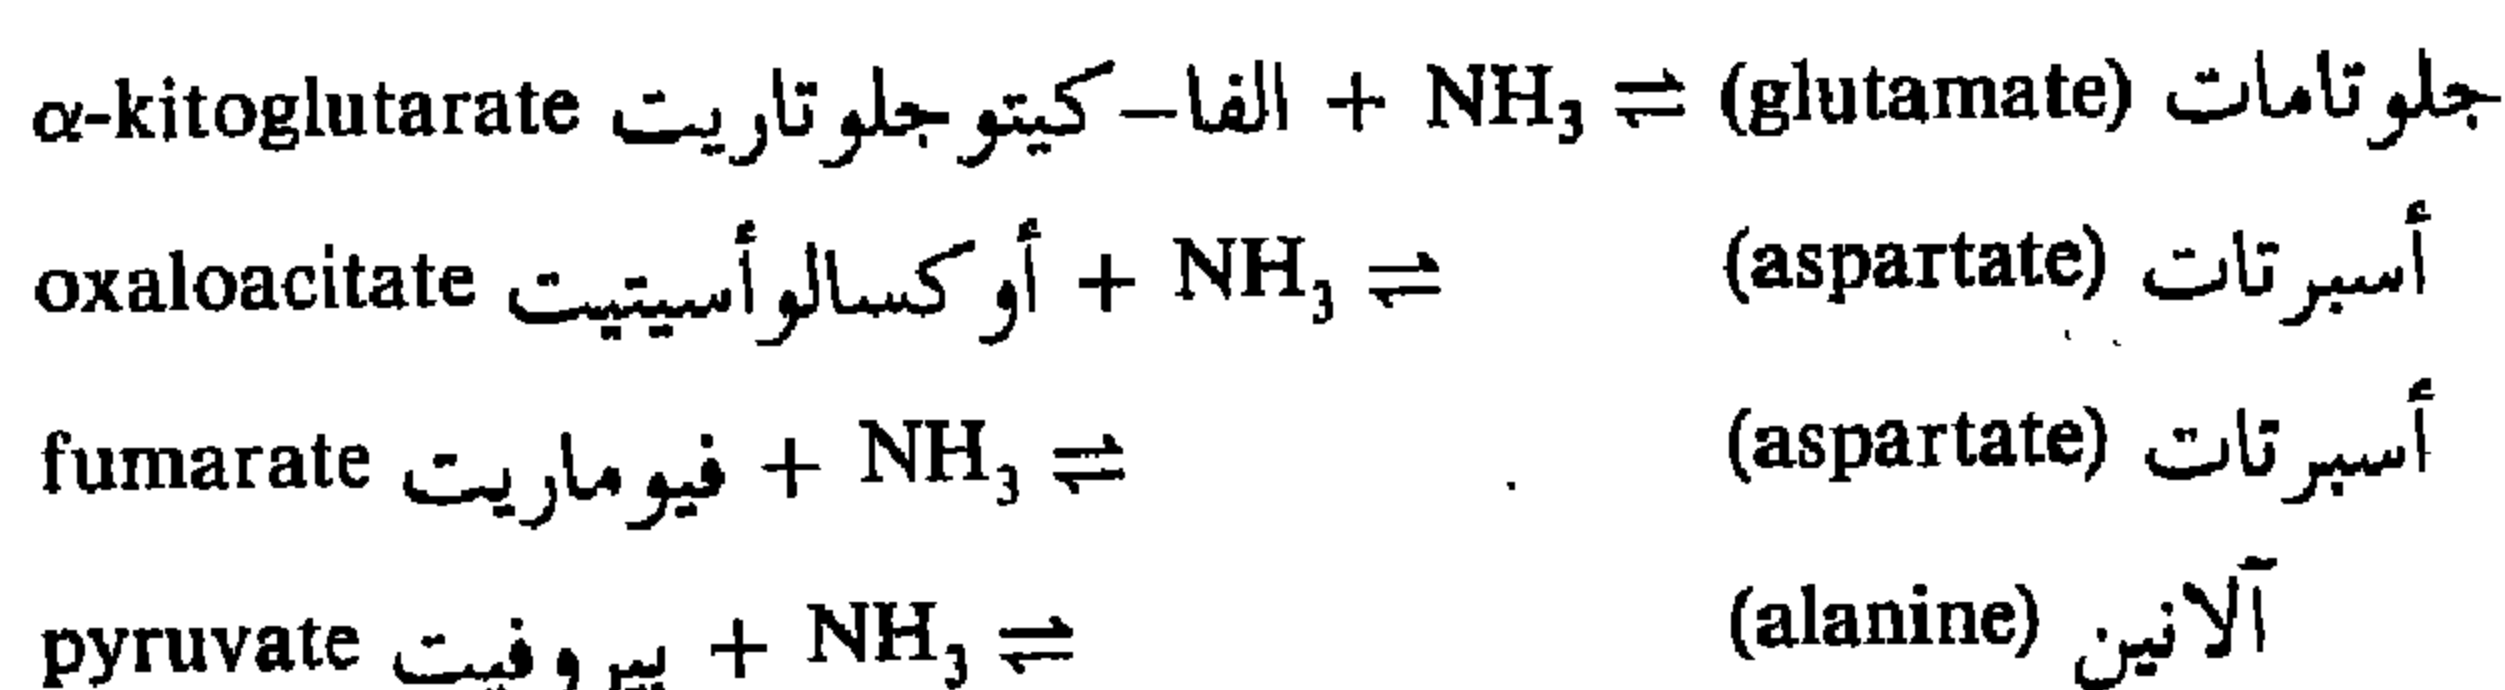 α-kitoglutarate الفا–كيتوجلوتاريت + NH₃ ⇌ (glutamate) جلوتامات
oxaloacitate أوكسالوأسيتيت + NH₃ ⇌ (aspartate) أسبرتات
fumarate فيوماريت + NH₃ ⇌ (aspartate) أسبرتات
pyruvate بيروفيت + NH₃ ⇌ (alanine) آلانين